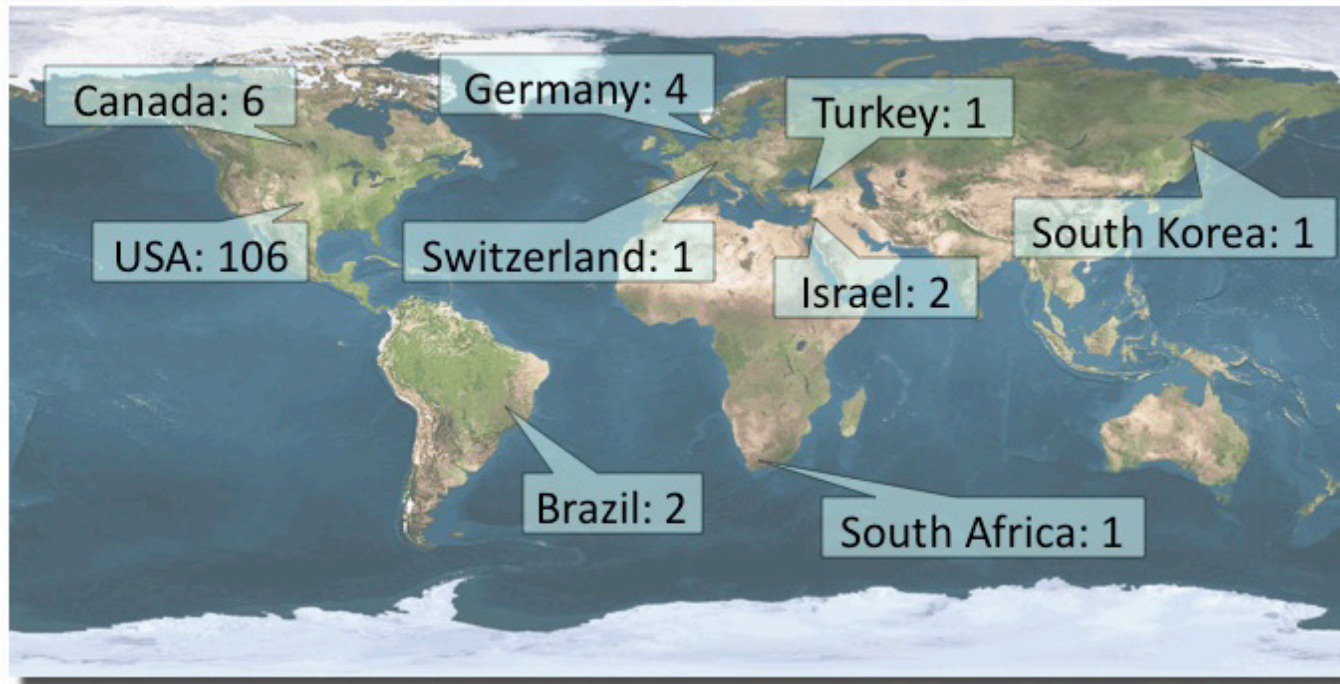 Canada: 6
Germany: 4
Turkey: 1
USA: 106
Switzerland: 1
Israel: 2
South Korea: 1
Brazil: 2
South Africa: 1